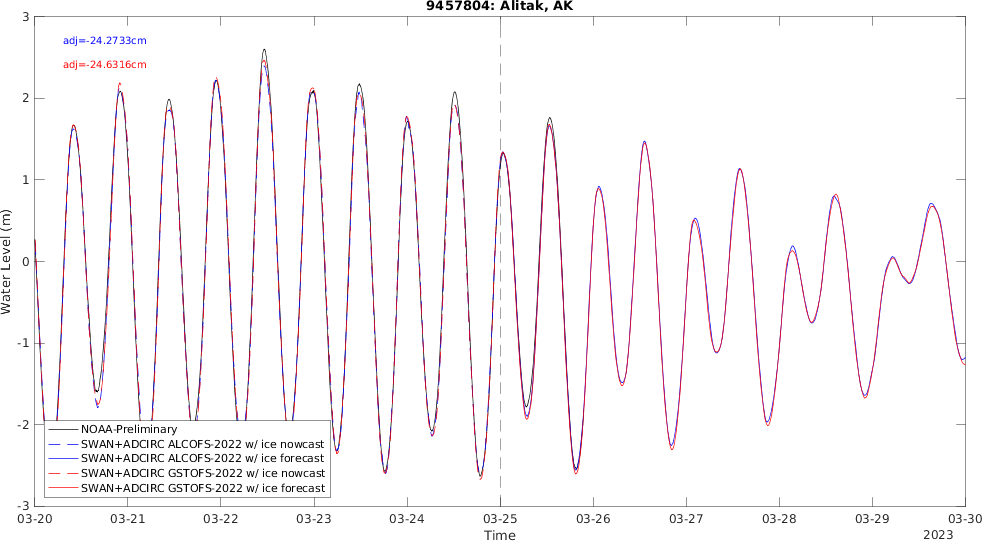 9457804: Alitak, AK
adj=-24.2733cm
adj=-24.6316cm
Water Level (m)
3
2
1
0
-1
-2
-3
NOAA-Preliminary
SWAN+ADCIRC ALCOFS-2022 w/ ice nowcast
SWAN+ADCIRC ALCOFS-2022 w/ ice forecast
SWAN+ADCIRC GSTOFS-2022 w/ ice nowcast
SWAN+ADCIRC GSTOFS-2022 w/ ice forecast
03-20 03-21 03-22 03-23 03-24 03-25 03-26 03-27 03-28 03-29 03-30
Time
2023